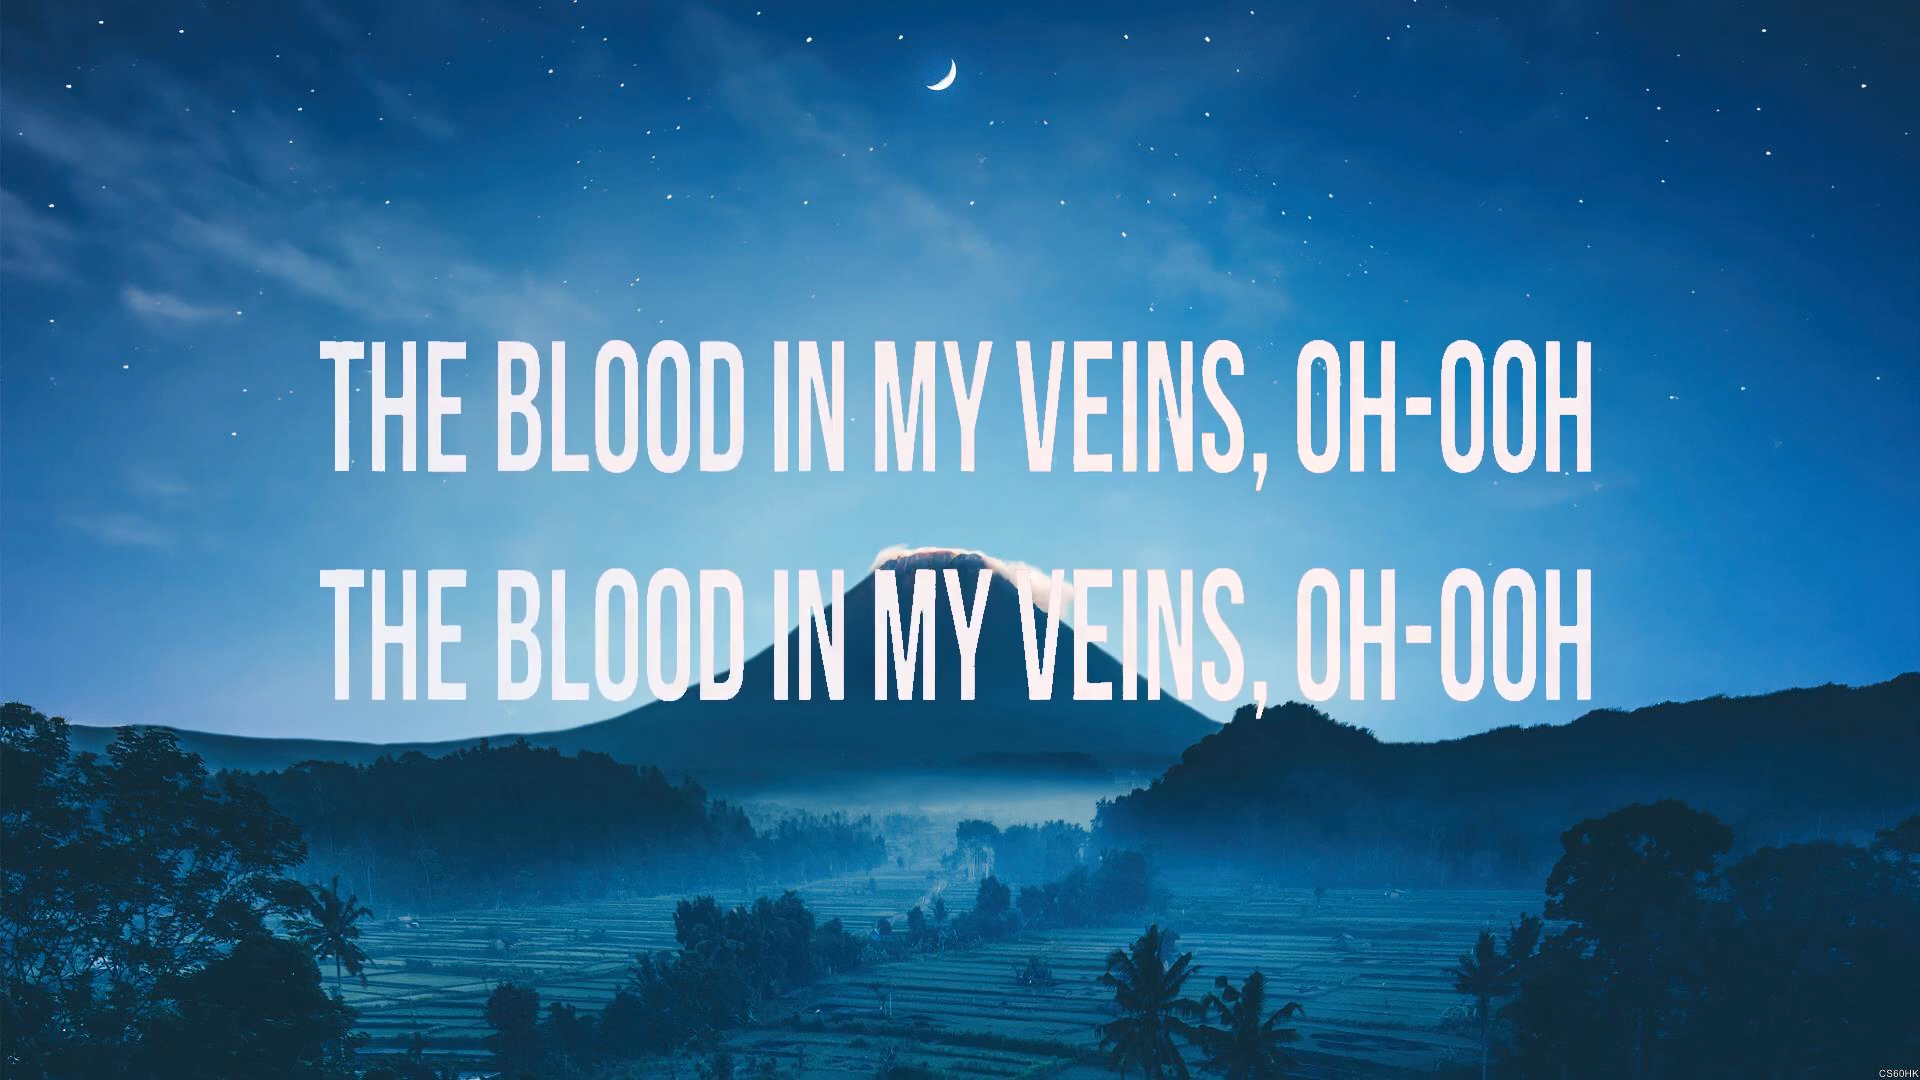 THE BLOOD IN MY VEINS, OH-OOH
THE BLOOD IN MY VEINS, OH-OOH
CS60HK